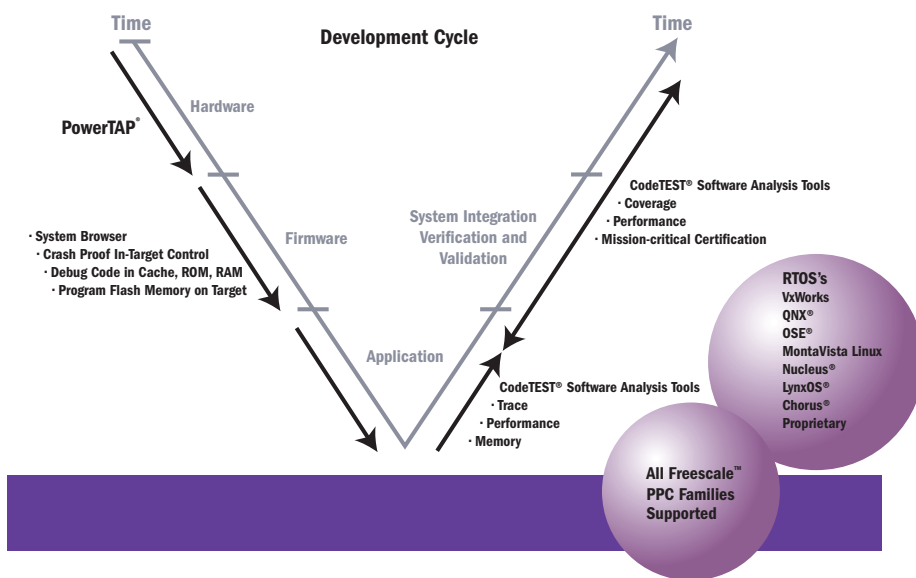 Time
Development Cycle
Time
Hardware
PowerTAP®
CodeTEST® Software Analysis Tools
· Coverage
· Performance
· Mission-critical Certification
System Integration
Verification and
Validation
· System Browser
· Crash Proof In-Target Control
· Debug Code in Cache, ROM, RAM
· Program Flash Memory on Target
Firmware
RTOS's
VxWorks
QNX®
OSE®
MontaVista Linux
Nucleus®
LynxOS®
Chorus®
Proprietary
Application
CodeTEST® Software Analysis Tools
· Trace
· Performance
· Memory
All Freescale™
PPC Families
Supported